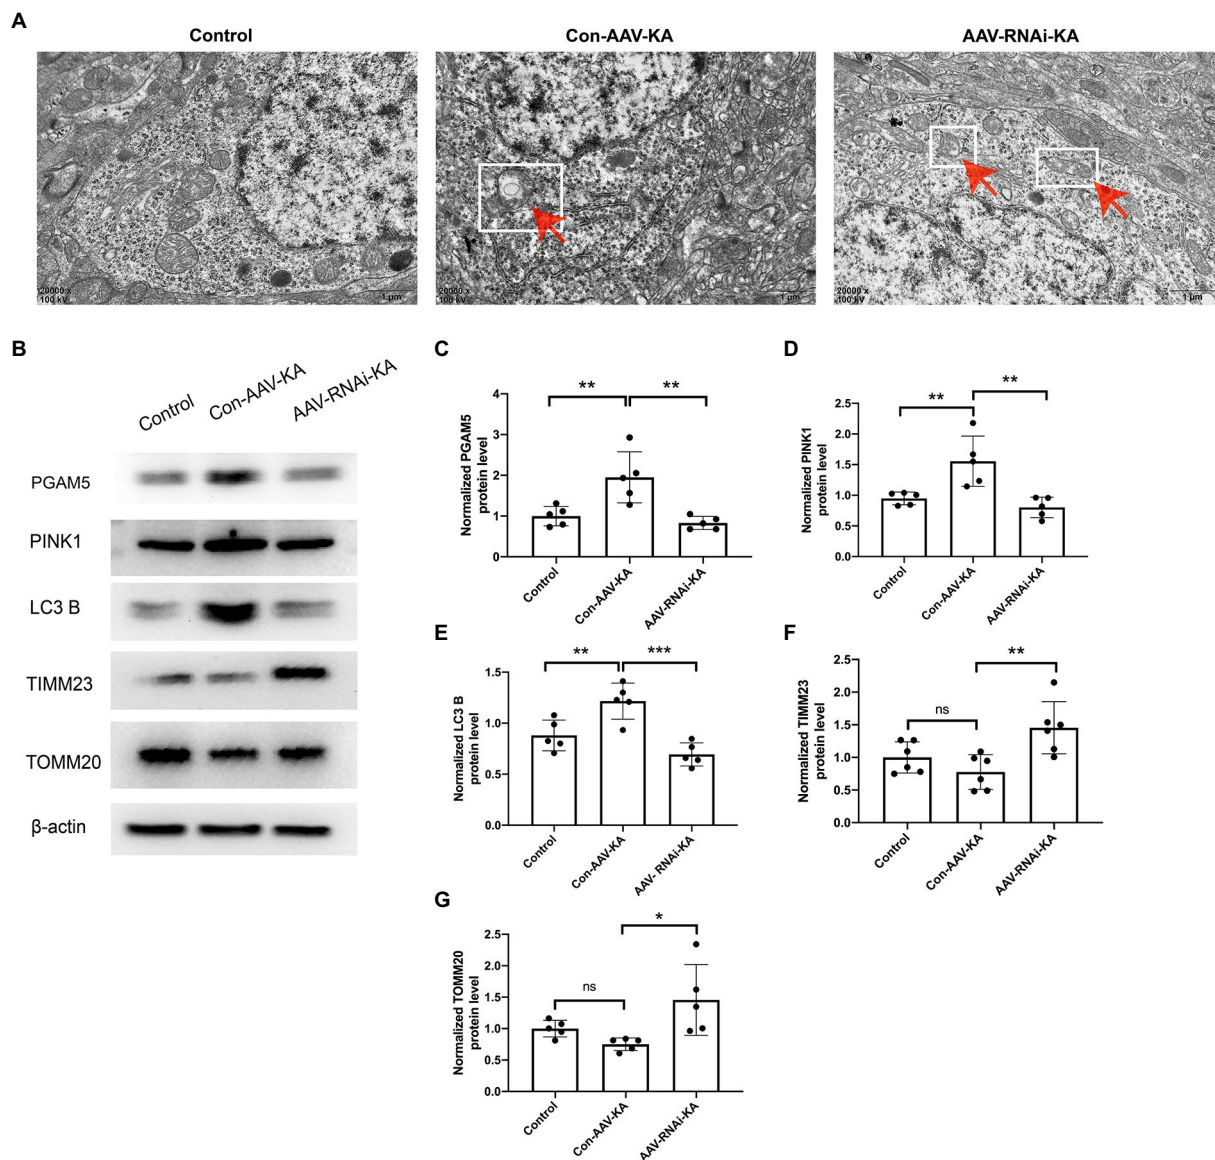 A
Control
Con-AAV-KA
AAV-RNAi-KA
20000 x
100 kV
1 µm
20000 x
100 kV
1 µm
20000 x
100 kV
1 µm
B
Control
Con-AAV-KA
AAV-RNAi-KA
PGAM5
PINK1
LC3 B
TIMM23
TOMM20
β-actin
C
Normalized PGAM5
protein level
4
3
2
1
0
**
**
Control
Con-AAV-KA
AAV-RNAi-KA
D
Normalized PINK1
protein level
2.5
2.0
1.5
1.0
0.5
0.0
**
**
Control
Con-AAV-KA
AAV-RNAi-KA
E
Normalized LC3 B
protein level
1.5
1.0
0.5
0.0
**
***
Control
Con-AAV-KA
AAV- RNAi-KA
F
Normalized TIMM23
protein level
2.5
2.0
1.5
1.0
0.5
0.0
ns
**
Control
Con-AAV-KA
AAV-RNAi-KA
G
Normalized TOMM20
protein level
2.5
2.0
1.5
1.0
0.5
0.0
ns
*
Control
Con-AAV-KA
AAV-RNAi-KA